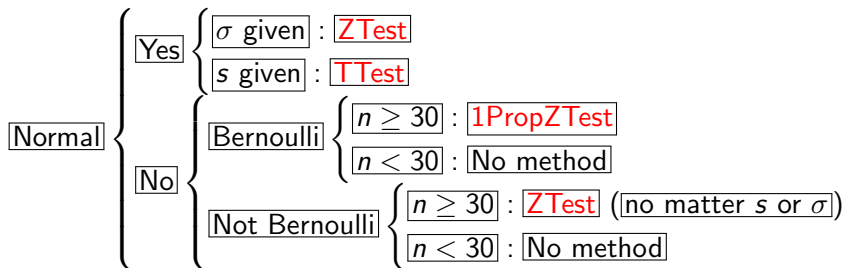 σ given : ZTest
Yes
s given : TTest
Normal
Bernoulli
n ≥ 30 : 1PropZTest
n < 30 : No method
No
Not Bernoulli
n ≥ 30 : ZTest (no matter s or σ)
n < 30 : No method